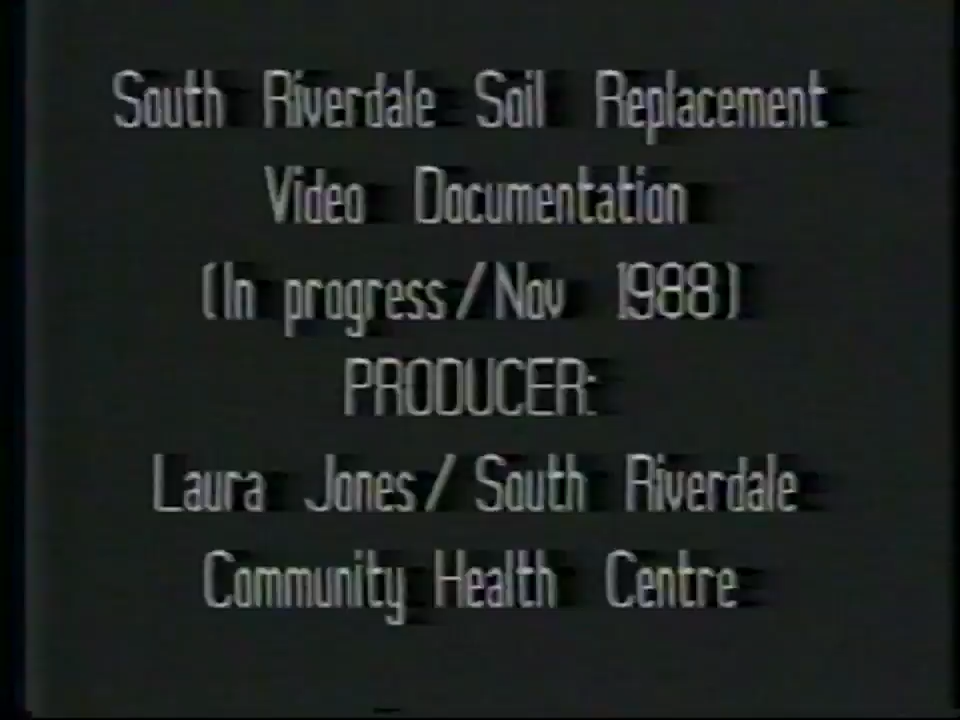 South Riverdale Soil Replacement
Video Documentation
(In progress/Nov 1988)
PRODUCER:
Laura Jones/South Riverdale
Community Health Centre